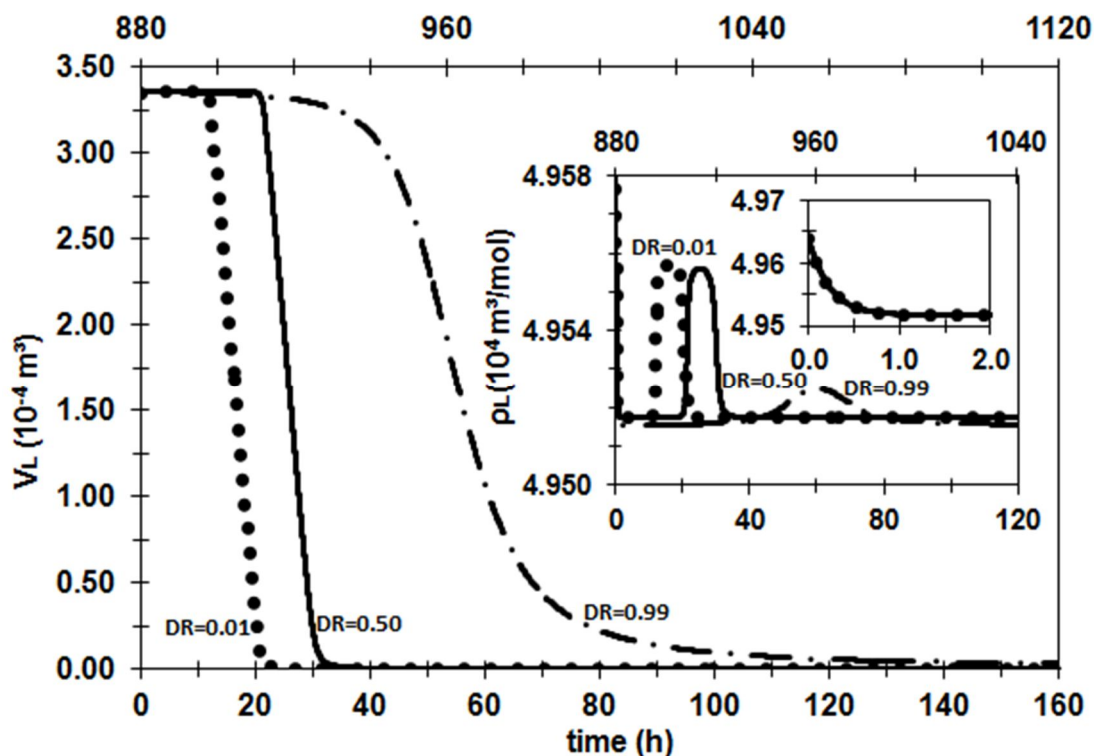 880 960 1040 1120
3.50
3.00
2.50
2.00
1.50
1.00
0.50
0.00
V_L (10⁻⁴ m³)
0 20 40 60 80 100 120 140 160
time (h)
DR=0.01
DR=0.50
DR=0.99
880 960 1040
4.958
4.954
4.950
ρL(10⁴ m³/mol)
0 40 80 120
DR=0.01
DR=0.50
DR=0.99
4.97
4.96
4.95
0.0 1.0 2.0